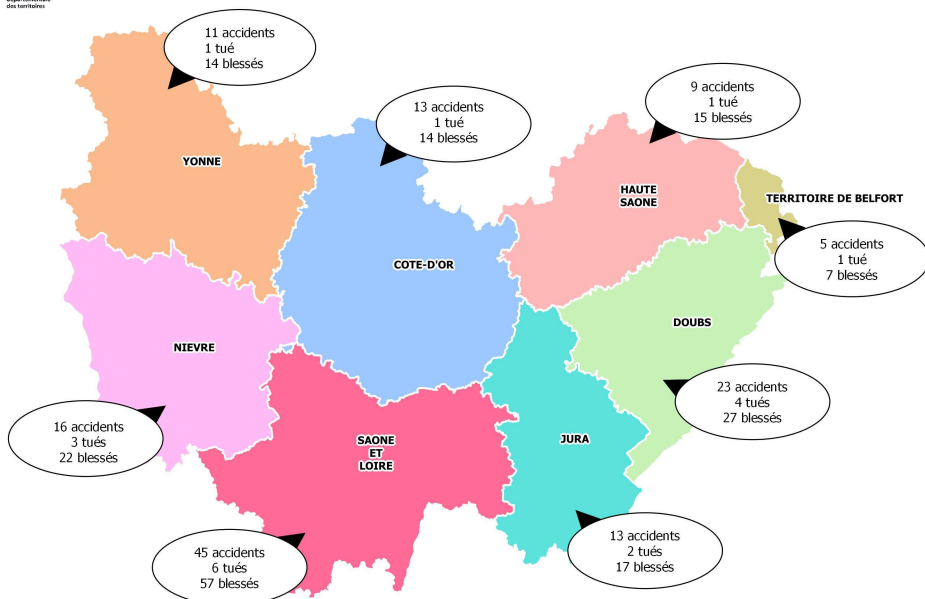 départementale
des territoires
11 accidents
1 tué
14 blessés
13 accidents
1 tué
14 blessés
9 accidents
1 tué
15 blessés
YONNE
HAUTE
SAONE
TERRITOIRE DE BELFORT
5 accidents
1 tué
7 blessés
COTE-D'OR
DOUBS
NIEVRE
23 accidents
4 tués
27 blessés
16 accidents
3 tués
22 blessés
SAONE
ET
LOIRE
JURA
45 accidents
6 tués
57 blessés
13 accidents
2 tués
17 blessés